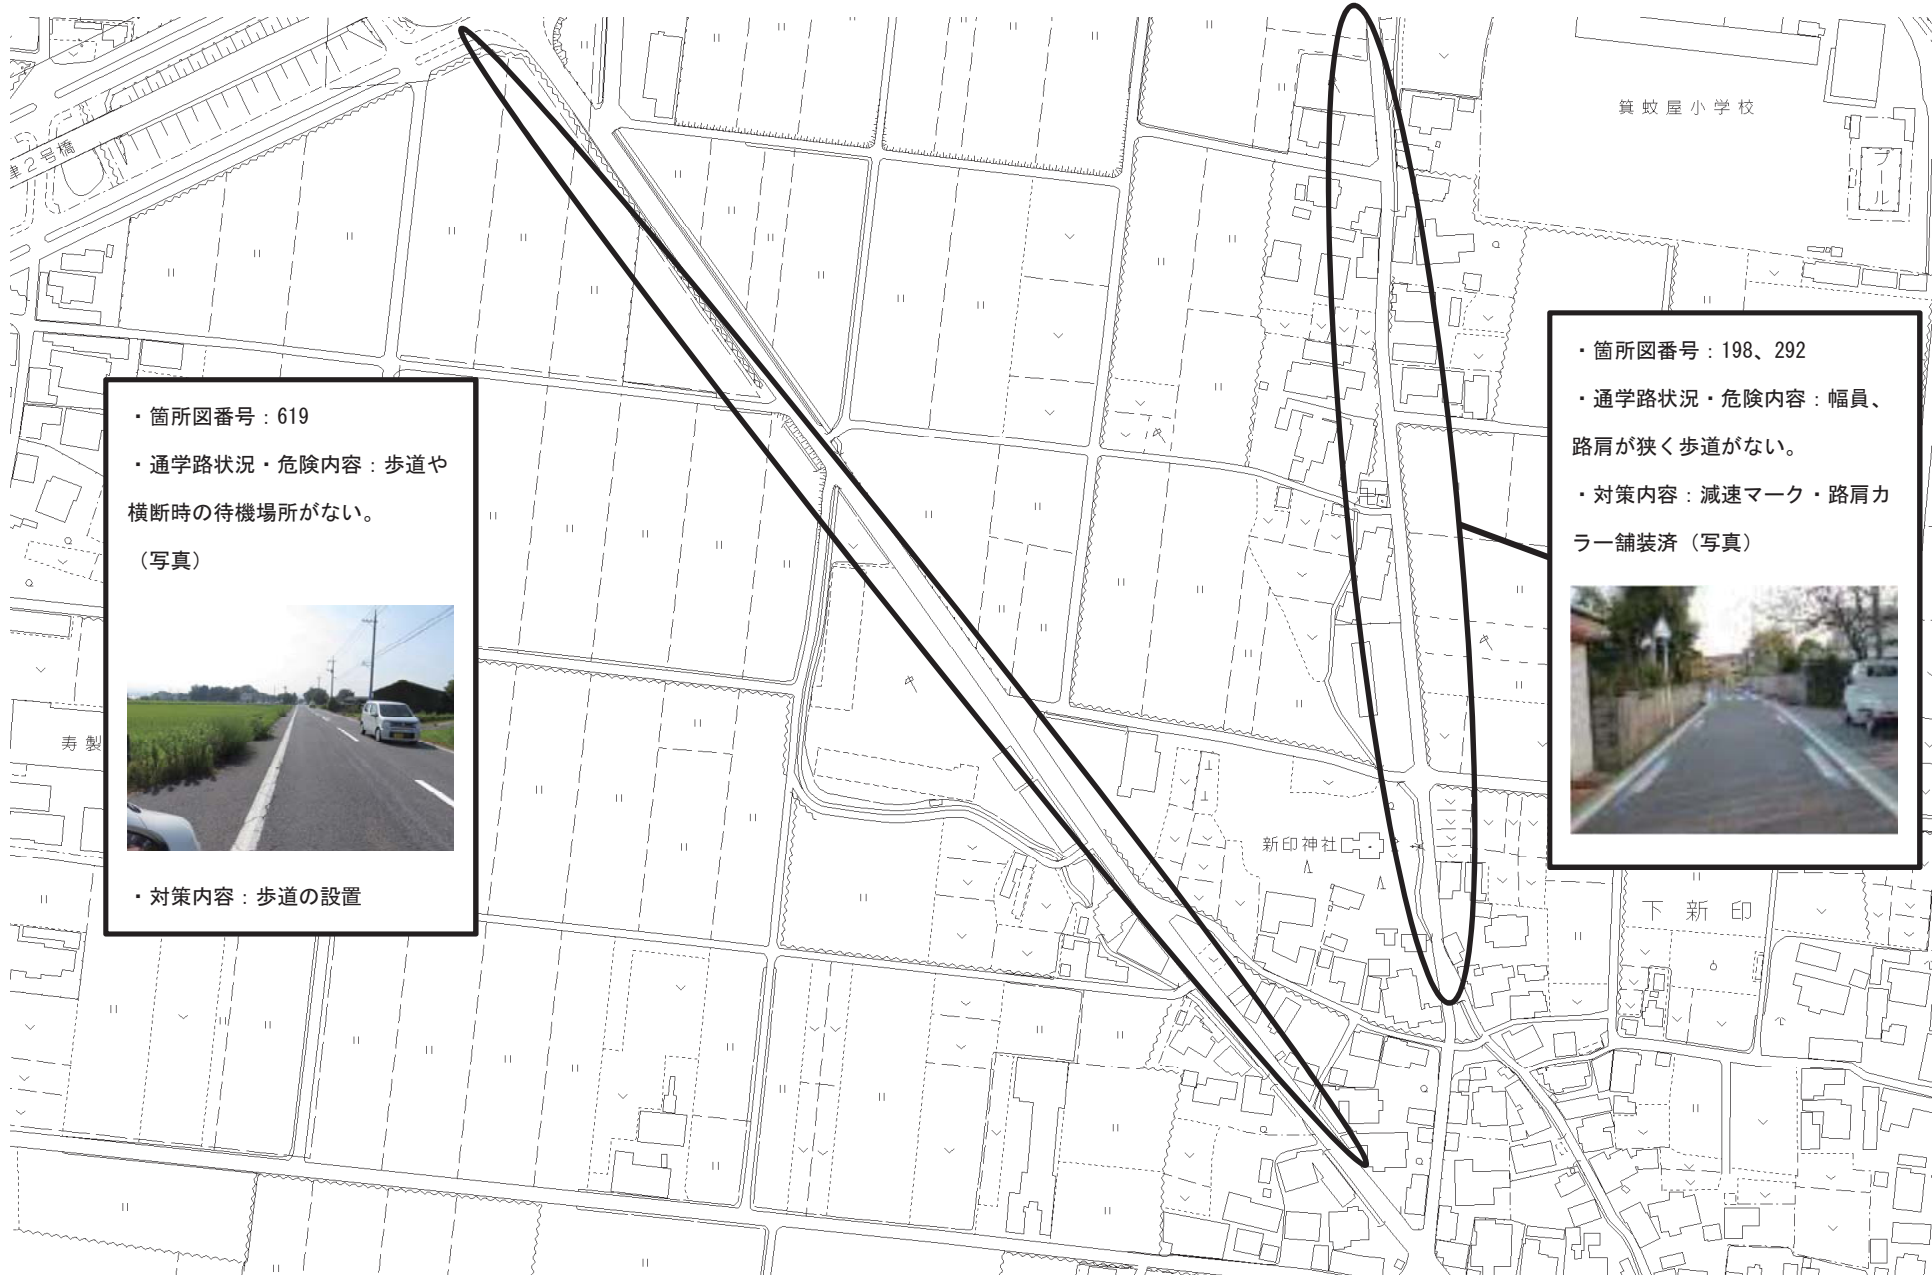 箕蚊屋小学校
プール
津2号橋
・箇所図番号：198、292
・通学路状況・危険内容：幅員、
路肩が狭く歩道がない。
・対策内容：減速マーク・路肩カ
ラー舗装済（写真）
・箇所図番号：619
・通学路状況・危険内容：歩道や
横断時の待機場所がない。
（写真）
・対策内容：歩道の設置
寿製
新印神社
下新印